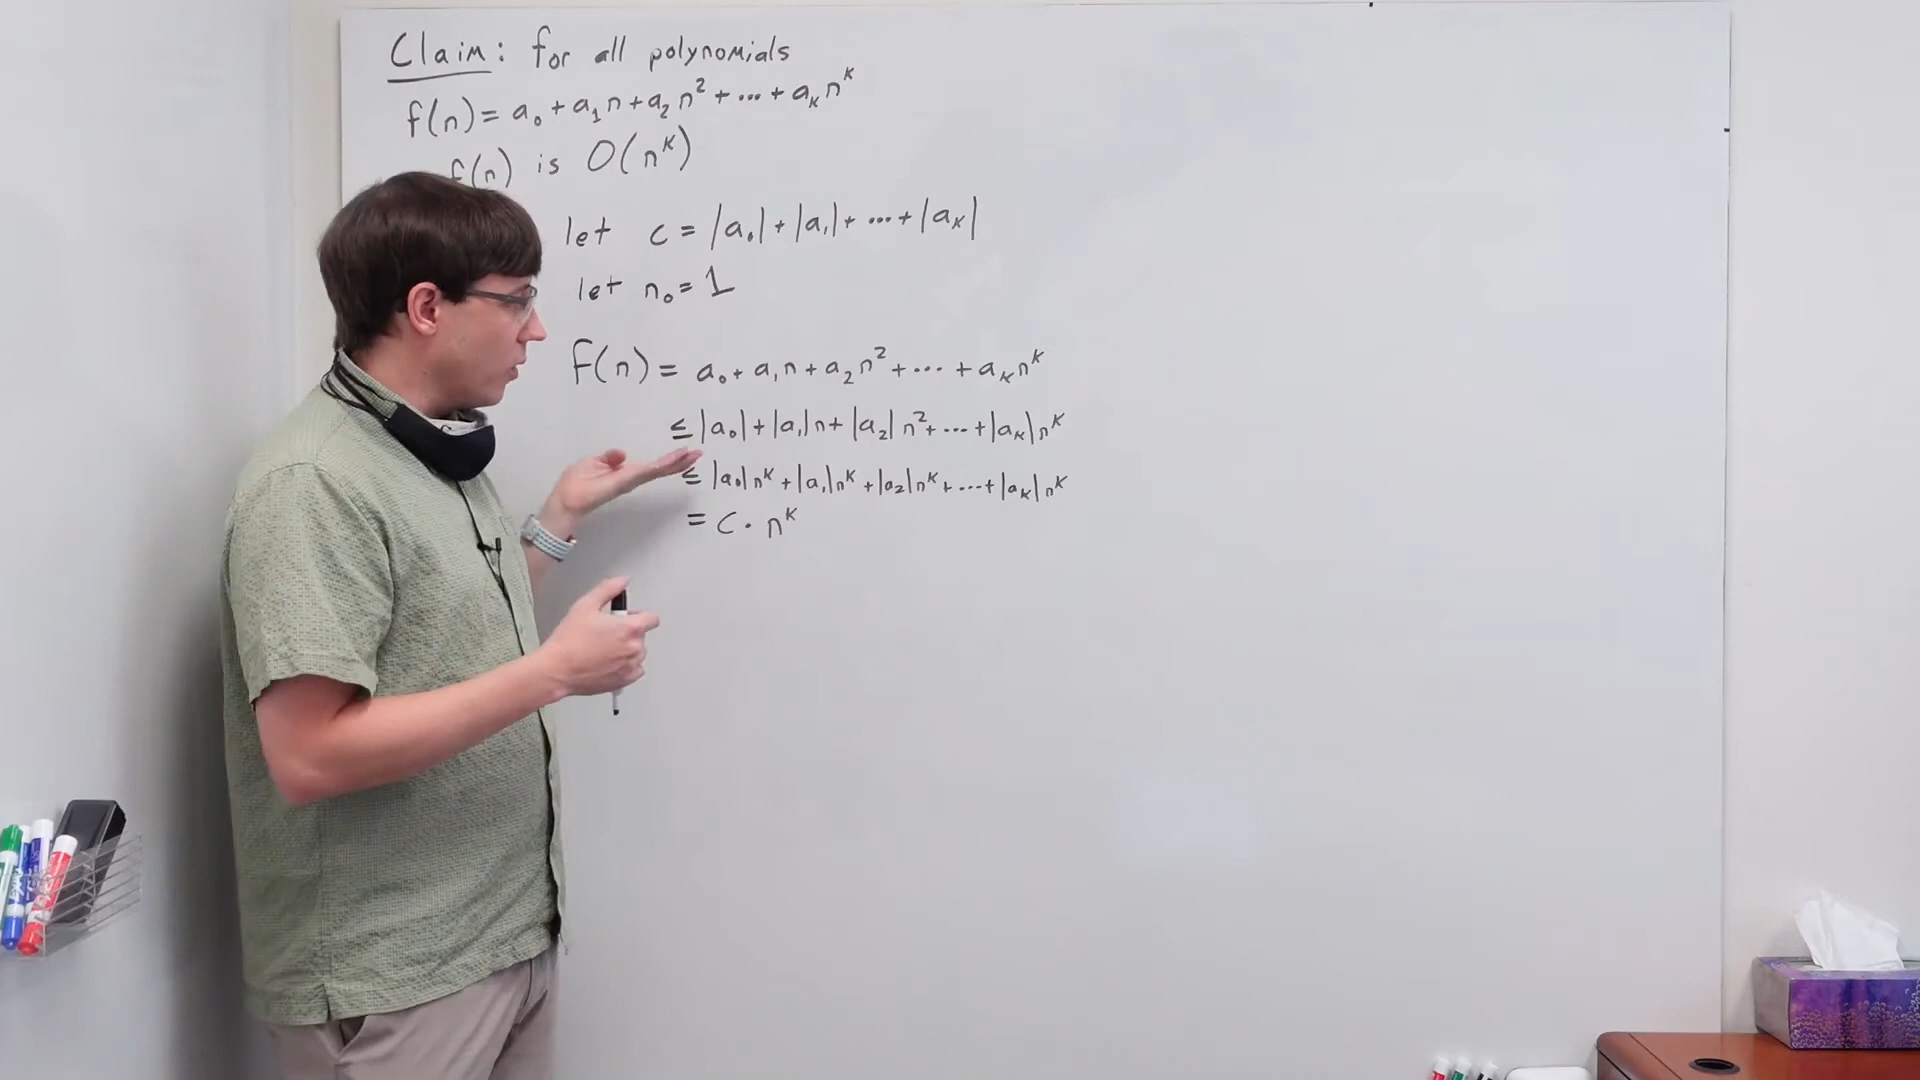 Claim: for all polynomials
f(n) = a₀ + a₁n + a₂n² + ... + aₖnᵏ
f(n) is O(nᵏ)
let c = |a₀| + |a₁| + ... + |aₖ|
let n₀ = 1
f(n) = a₀ + a₁n + a₂n² + ... + aₖnᵏ
≤ |a₀| + |a₁|n + |a₂|n² + ... + |aₖ|nᵏ
≤ |a₀|nᵏ + |a₁|nᵏ + |a₂|nᵏ + ... + |aₖ|nᵏ
= c · nᵏ